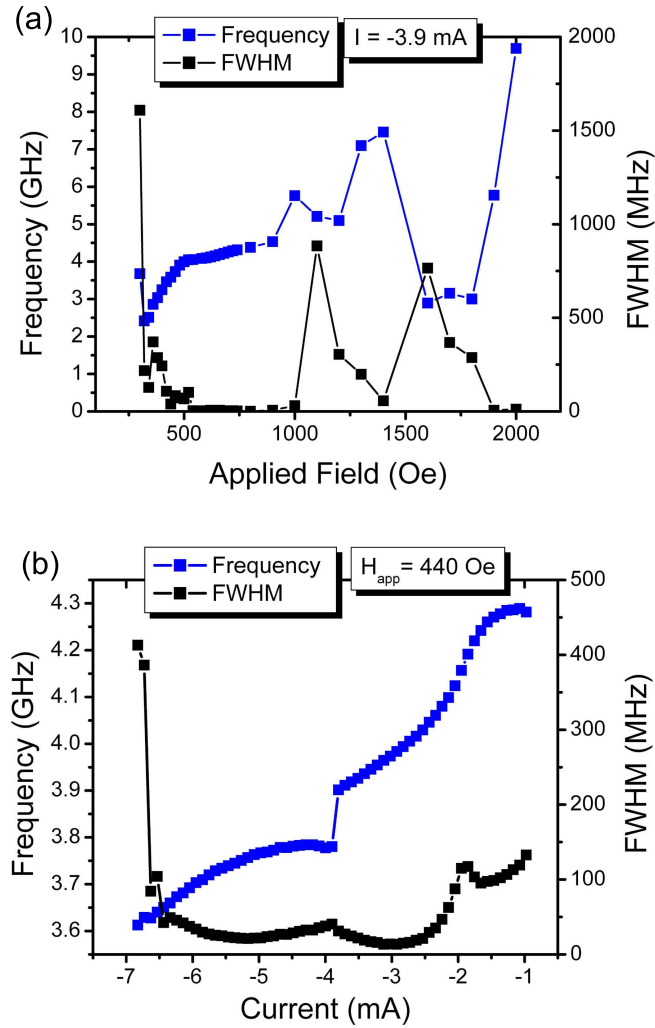 (a)
Frequency
FWHM
I = -3.9 mA
10
9
8
7
6
5
4
3
2
1
0
Frequency (GHz)
2000
1500
1000
500
0
FWHM (MHz)
500
1000
1500
2000
Applied Field (Oe)
(b)
Frequency
FWHM
H_app = 440 Oe
4.3
4.2
4.1
4.0
3.9
3.8
3.7
3.6
Frequency (GHz)
500
400
300
200
100
0
FWHM (MHz)
-7
-6
-5
-4
-3
-2
-1
Current (mA)